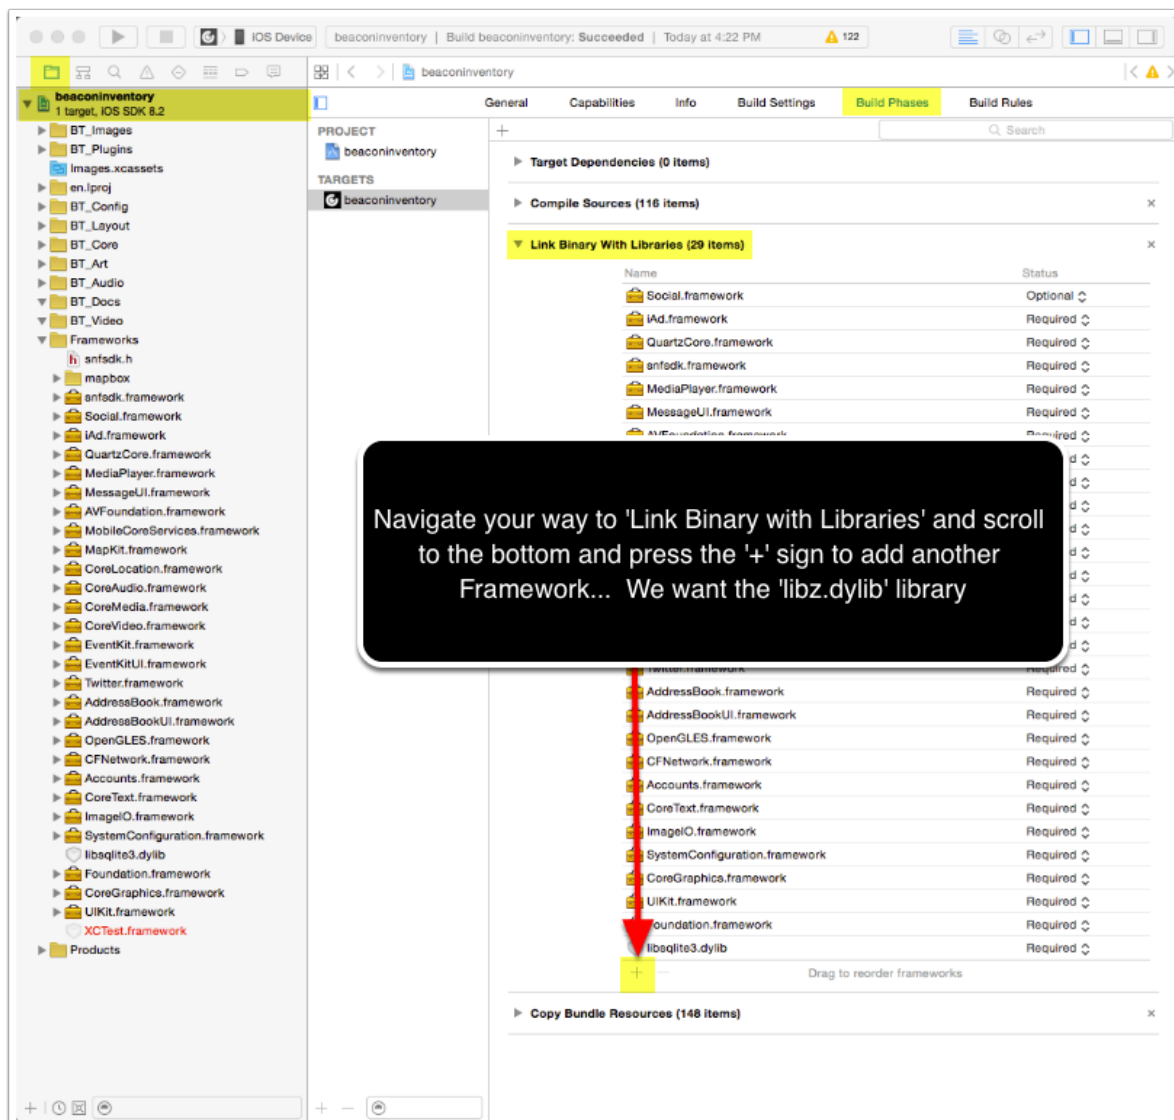 iOS Device
beaconinventory | Build beaconinventory: Succeeded | Today at 4:22 PM
122
beaconinventory
beaconinventory
1 target, iOS SDK 8.2
BT_Images
BT_Plugins
Images.xcassets
en.lproj
BT_Config
BT_Layout
BT_Core
BT_Art
BT_Audio
BT_Docs
BT_Video
Frameworks
h snfsdk.h
mapbox
snfsdk.framework
Social.framework
iAd.framework
QuartzCore.framework
MediaPlayer.framework
MessageUI.framework
AVFoundation.framework
MobileCoreServices.framework
MapKit.framework
CoreLocation.framework
CoreAudio.framework
CoreMedia.framework
CoreVideo.framework
EventKit.framework
EventKitUI.framework
Twitter.framework
AddressBook.framework
AddressBookUI.framework
OpenGLES.framework
CFNetwork.framework
Accounts.framework
CoreText.framework
ImageIO.framework
SystemConfiguration.framework
libsqlite3.dylib
Foundation.framework
CoreGraphics.framework
UIKit.framework
XCTest.framework
Products
PROJECT
beaconinventory
TARGETS
beaconinventory
General Capabilities Info Build Settings Build Phases Build Rules
+ Search
Target Dependencies (0 items)
Compile Sources (116 items)
Link Binary With Libraries (29 items)
Name Status
Social.framework Optional
iAd.framework Required
QuartzCore.framework Required
snfsdk.framework Required
MediaPlayer.framework Required
MessageUI.framework Required
AVFoundation.framework Required
Navigate your way to 'Link Binary with Libraries' and scroll
to the bottom and press the '+' sign to add another
Framework... We want the 'libz.dylib' library
Twitter.framework Required
AddressBook.framework Required
AddressBookUI.framework Required
OpenGLES.framework Required
CFNetwork.framework Required
Accounts.framework Required
CoreText.framework Required
ImageIO.framework Required
SystemConfiguration.framework Required
CoreGraphics.framework Required
UIKit.framework Required
Foundation.framework Required
libsqlite3.dylib Required
+ − Drag to reorder frameworks
Copy Bundle Resources (148 items)